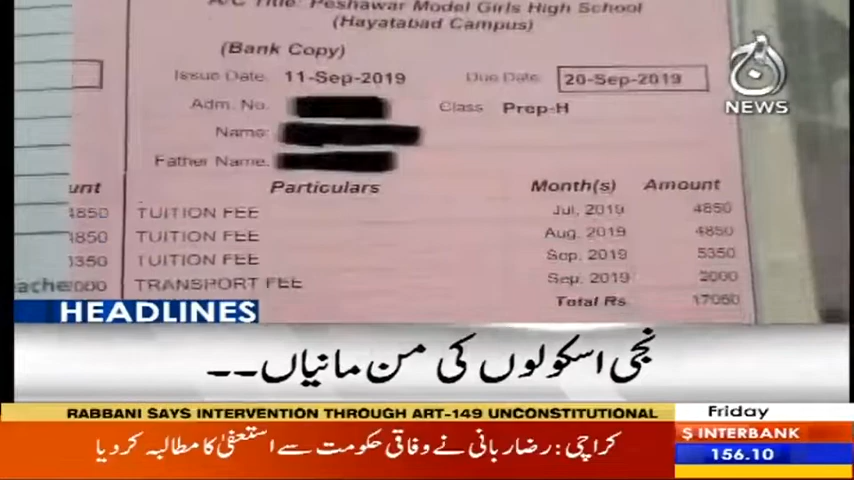 A/C Title: Peshawar Model Girls High School
(Hayatabad Campus)
(Bank Copy)
Issue Date: 11-Sep-2019 Due Date: 20-Sep-2019
Adm. No.
Class Prep-H
Name:
Father Name:
Particulars Month(s) Amount
4850 TUITION FEE Jul, 2019 4850
4850 TUITION FEE Aug, 2019 4850
TUITION FEE Sep, 2019 5350
TRANSPORT FEE Sep, 2019 2000
Total Rs 17050
آج
NEWS
HEADLINES
نجی اسکولوں کی من مانیاں۔۔
RABBANI SAYS INTERVENTION THROUGH ART-149 UNCONSTITUTIONAL
Friday
کراچی: رضا ربانی نے وفاقی حکومت سے استعفیٰ کا مطالبہ کر دیا
$ INTERBANK
156.10